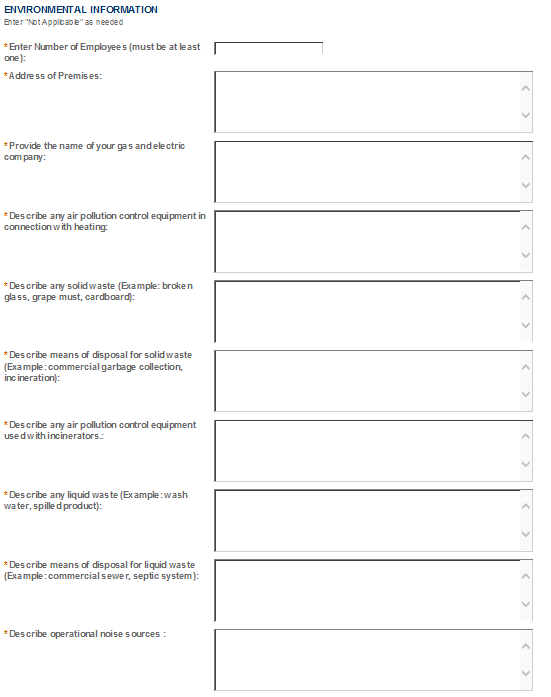 ENVIRONMENTAL INFORMATION
Enter "Not Applicable" as needed
*Enter Number of Employees (must be at least
one):
*Address of Premises:
*Provide the name of your gas and electric
company:
*Describe any air pollution control equipment in
connection with heating:
*Describe any solid waste (Example: broken
glass, grape must, cardboard):
*Describe means of disposal for solid waste
(Example: commercial garbage collection,
incineration):
*Describe any air pollution control equipment
used with incinerators.:
*Describe any liquid waste (Example: wash
water, spilled product):
*Describe means of disposal for liquid waste
(Example: commercial sewer, septic system):
*Describe operational noise sources :